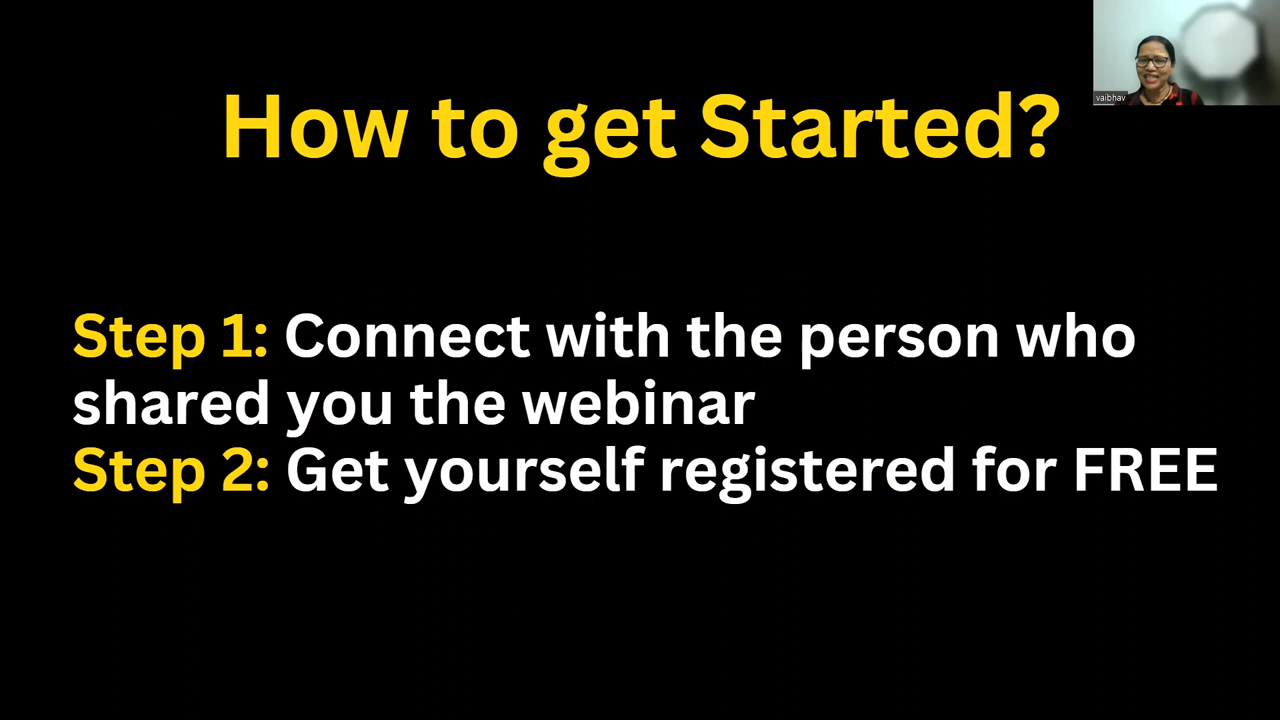 How to get Started?
vaibhav
Step 1: Connect with the person who
shared you the webinar
Step 2: Get yourself registered for FREE